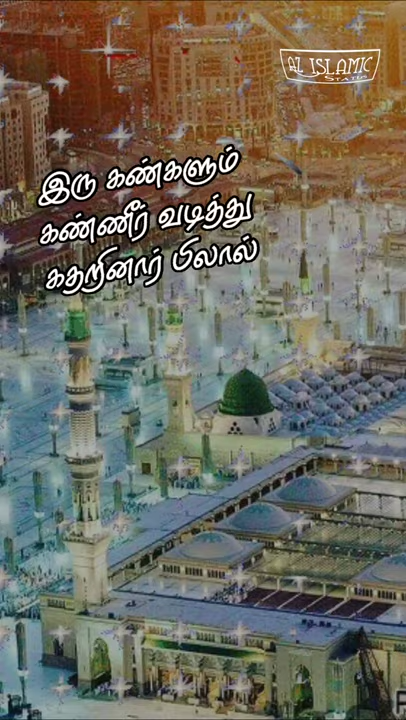 AL ISLAMIC
STATUS
இரு கண்களும்
கண்ணீர் வடித்து
கதறினார் பிலால்